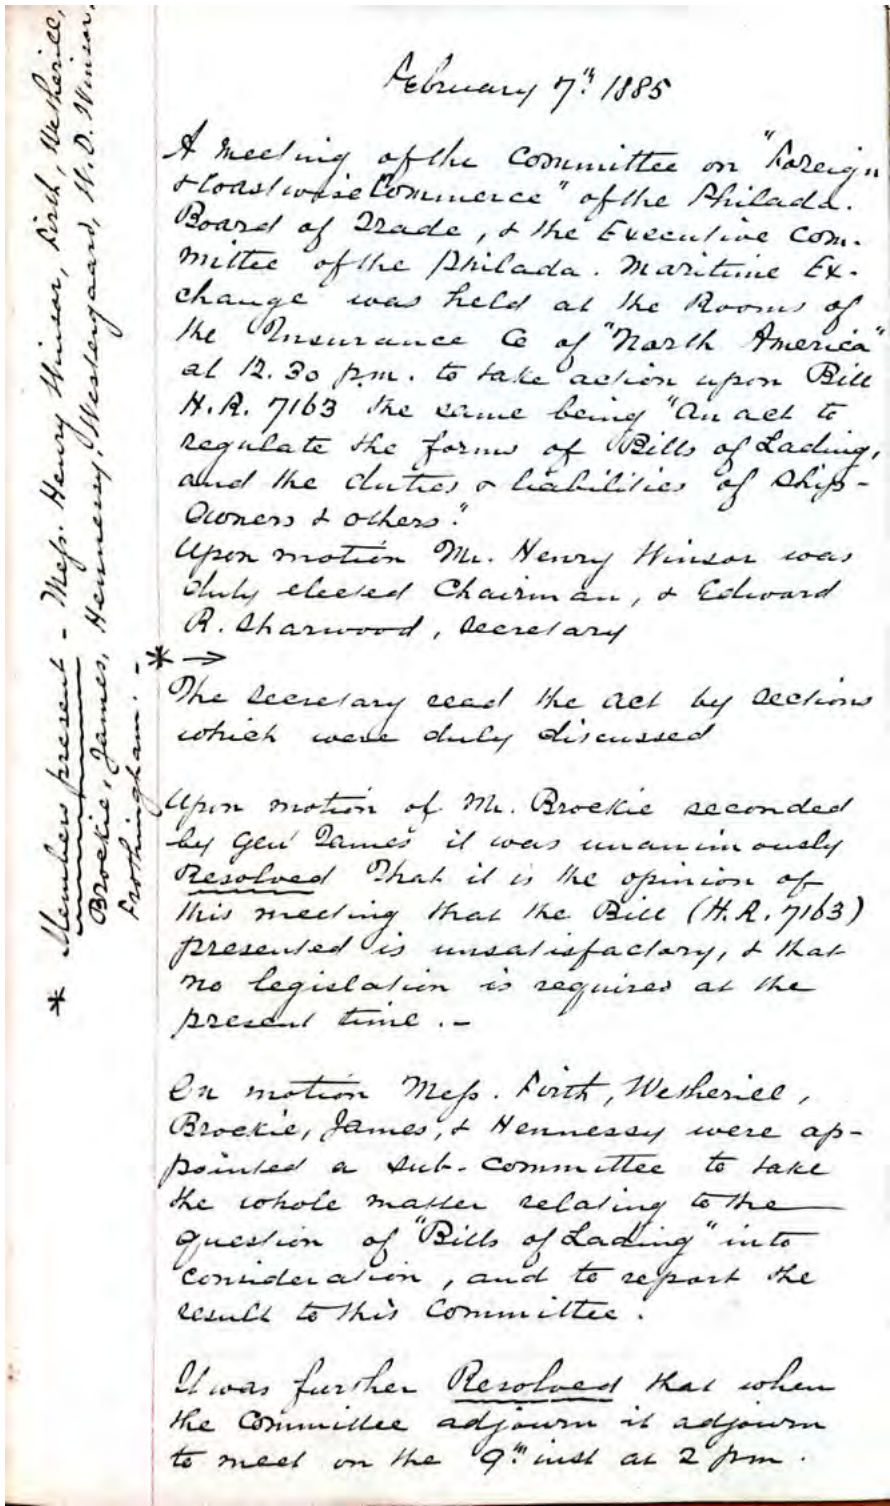 February 7th 1885
A meeting of the Committee on "Foreign
& Coastwise Commerce" of the Philada.
Board of Trade, & the Executive Com-
mittee of the Philada. Maritime Ex-
change was held at the Rooms of
the Insurance Co of "North America"
at 12.30 p.m. to take action upon Bill
H.R. 7163 the same being "An act to
regulate the forms of Bills of Lading,
and the duties & liabilities of Ship-
Owners & others."
Upon motion Mr. Henry Winsor was
duly elected Chairman, & Edward
R. Sharwood, Secretary
* →
The Secretary read the Act by Sections
which were duly discussed
Upon motion of Mr. Brockie seconded
by Genl James it was unanimously
Resolved That it is the opinion of
this meeting that the Bill (H.R. 7163)
presented is unsatisfactory, & that
no legislation is required at the
present time. -
On motion Mess. Firth, Wetherill,
Brockie, James, & Hennessy were ap-
pointed a Sub-Committee to take
the whole matter relating to the
question of "Bills of Lading" into
consideration, and to report the
result to this Committee.
It was further Resolved that when
the Committee adjourn it adjourn
to meet on the 9th inst at 2 pm.
* Members present - Mess. Henry Winsor, Firth, Wetherill,
Brockie, James, Hennessy, Westergaard, W.D. Winsor,
Frothingham. -